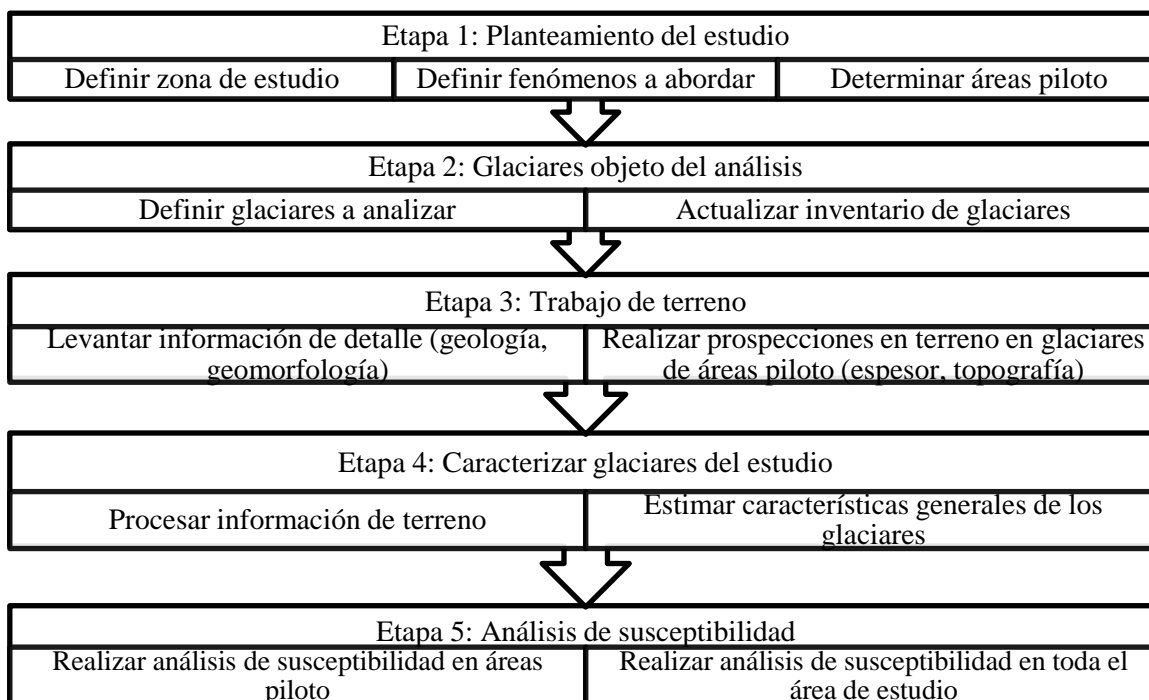 Etapa 1: Planteamiento del estudio
Definir zona de estudio
Definir fenómenos a abordar
Determinar áreas piloto
Etapa 2: Glaciares objeto del análisis
Definir glaciares a analizar
Actualizar inventario de glaciares
Etapa 3: Trabajo de terreno
Levantar información de detalle (geología,
geomorfología)
Realizar prospecciones en terreno en glaciares
de áreas piloto (espesor, topografía)
Etapa 4: Caracterizar glaciares del estudio
Procesar información de terreno
Estimar características generales de los
glaciares
Etapa 5: Análisis de susceptibilidad
Realizar análisis de susceptibilidad en áreas
piloto
Realizar análisis de susceptibilidad en toda el
área de estudio